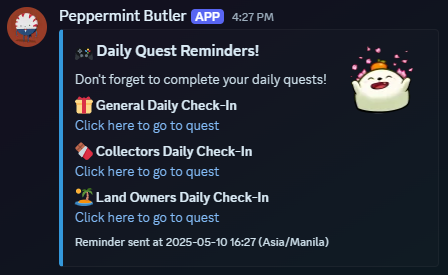 Peppermint Butler APP 4:27 PM
Daily Quest Reminders!
Don't forget to complete your daily quests!
General Daily Check-In
Click here to go to quest
Collectors Daily Check-In
Click here to go to quest
Land Owners Daily Check-In
Click here to go to quest
Reminder sent at 2025-05-10 16:27 (Asia/Manila)